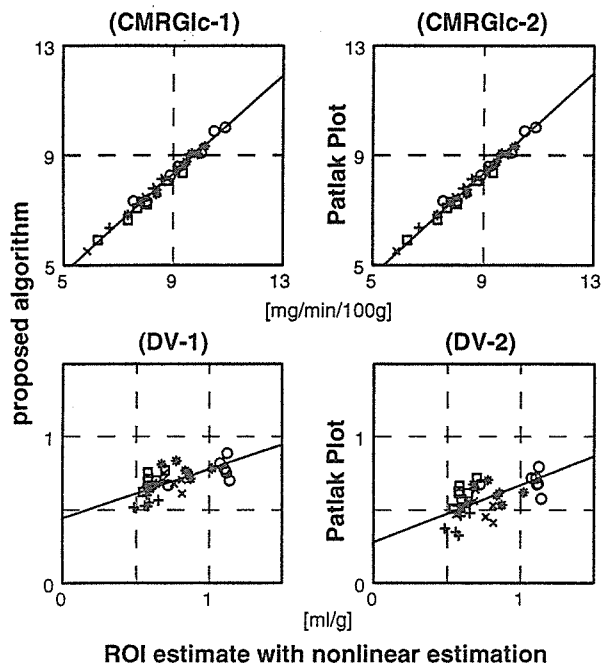 (CMRGlc-1)
(CMRGlc-2)
13
9
5
5
9
13
13
9
5
5
9
13
Patlak Plot
[mg/min/100g]
proposed algorithm
(DV-1)
(DV-2)
1
0
0
1
1
0
0
1
Patlak Plot
[ml/g]
ROI estimate with nonlinear estimation